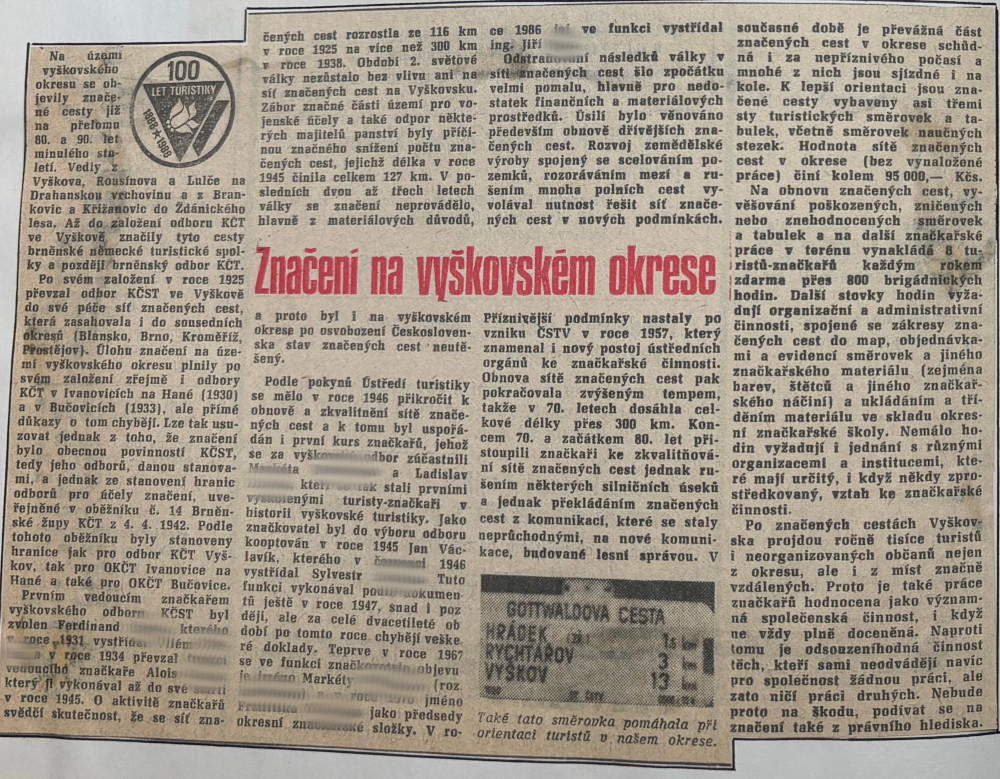 Na území
vyškovského
okresu se ob-
jevily znače-
né cesty již
na přelomu
80. a 90. let
minulého sto-
letí. Vedly z
Vyškova, Rousínova a Lulče na
Drahanskou vrchovinu a z Bran-
kovic a Křižanovic do Ždánického
lesa. Až do založení odboru KČT
ve Vyškově značily tyto cesty
brněnské německé turistické spol-
ky a později brněnský odbor KČT.
Po svém založení v roce 1925
převzal odbor KČST ve Vyškově
do své péče síť značených cest,
která zasahovala i do sousedních
okresů (Blansko, Brno, Kroměříž,
Prostějov). Úlohu značení na úze-
mí vyškovského okresu plnily po
svém založení zřejmě i odbory
KČT v Ivanovicích na Hané (1930)
a v Bučovicích (1933), ale přímé
důkazy o tom chybějí. Lze tak usu-
zovat jednak z toho, že značení
bylo obecnou povinností KČST,
tedy jeho odborů, danou stanova-
mi, a jednak ze stanovení hranic
odborů pro účely značení, uve-
řejněné v oběžníku č. 14 Brněn-
ské župy KČT z 4. 4. 1942. Podle
tohoto oběžníku byly stanoveny
hranice jak pro odbor KČT Vyš-
kov, tak pro OKČT Ivanovice na
Hané a také pro OKČT Bučovice.
Prvním vedoucím značkařem
vyškovského odboru KČST byl
zvolen Ferdinand kterého
v roce 1931 vystřídal Vilém
a v roce 1934 převzal
vedoucího značkaře Alois
který ji vykonával až do své
v roce 1945. O aktivitě značkařů
svědčí skutečnost, že se síť zna-
100
LET TURISTIKY
1888 ★ 1988
čených cest rozrostla ze 116 km
v roce 1925 na více než 300 km
v roce 1938. Období 2. světové
války nezůstalo bez vlivu ani na
síť značených cest na Vyškovsku.
Zábor značné části území pro vo-
jenské účely a také odpor někte-
rých majitelů panství byly příči-
nou značného snížení počtu zna-
čených cest, jejichž délka v roce
1945 činila celkem 127 km. V po-
sledních dvou až třech letech
války se značení neprovádělo,
hlavně z materiálových důvodů,
Značení na vyškovském okrese
a proto byl i na vyškovském
okrese po osvobození Českosloven-
ska stav značených cest neutě-
šený.
Podle pokynů Ústředí turistiky
se mělo v roce 1946 přikročit k
obnově a zkvalitnění sítě znače-
ných cest a k tomu byl uspořá-
dán i první kurs značkařů, jehož
se za vyškovský odbor zúčastnili
Markéta a Ladislav
kteří se tak stali prvními
vyškolenými turisty-značkaři v
historii vyškovské turistiky. Jako
značkovatel byl do výboru odboru
kooptován v roce 1945 Jan Vác-
lavík, kterého v 1946
vystřídal Sylvestr Tuto
funkci vykonával podle dokumen-
tů ještě v roce 1947, snad i poz
ději, ale za celé dvacetileté ob
dobí po tomto roce chybějí veške
ré doklady. Teprve v roce 1967
se ve funkci objevu
je jméno Markéty (roz.
jméno
jako předsedy
okresní značkařské složky. V ro-
ce 1986 ve funkci vystřídal
ing. Jiří
Odstraňování následků války v
síti značených cest šlo zpočátku
velmi pomalu, hlavně pro nedo-
statek finančních a materiálových
prostředků. Úsilí bylo věnováno
především obnově dřívějších zna-
čených cest. Rozvoj zemědělské
výroby spojený se scelováním po-
zemků, rozoráváním mezí a ru-
šením mnoha polních cest vy-
volával nutnost řešit síť znače-
ných cest v nových podmínkách.
Příznivější podmínky nastaly po
vzniku ČSTV v roce 1957, který
znamenal i nový postoj ústředních
orgánů ke značkařské činnosti.
Obnova sítě značených cest pak
pokračovala zvýšeným tempem,
takže v 70. letech dosáhla cel-
kové délky přes 300 km. Kon-
cem 70. a začátkem 80. let při-
stoupili značkaři ke zkvalitňová-
ní sítě značených cest jednak ru-
šením některých silničních úseků
a jednak překládáním značených
cest z komunikací, které se staly
neprůchodnými, na nové komuni-
kace, budované lesní správou. V
GOTTWALDOVA CESTA
HRÁDEK 1,5 km
RYCHTÁŘOV 3 km
VYŠKOV 13 km
Také tato směrovka pomáhala při
orientaci turistů v našem okrese.
současné době je převážná část
značených cest v okrese schůd-
ná i za nepříznivého počasí a
mnohé z nich jsou sjízdné i na
kole. K lepší orientaci jsou zna-
čené cesty vybaveny asi třemi
sty turistických směrovek a ta-
bulek, včetně směrovek naučných
stezek. Hodnota sítě značených
cest v okrese (bez vynaložené
práce) činí kolem 95 000,— Kčs.
Na obnovu značených cest, vy-
věšování poškozených, zničených
nebo znehodnocených směrovek
a tabulek a na další značkařské
práce v terénu vynakládá 8 tu-
ristů-značkařů každým rokem
zdarma přes 800 brigádnických
hodin. Další stovky hodin vyža-
dují organizační a administrativní
činnosti, spojené se zákresy zna-
čených cest do map, objednávka-
mi a evidencí směrovek a jiného
značkařského materiálu (zejména
barev, štětců a jiného značkař-
ského náčiní) a ukládáním a tří-
děním materiálu ve skladu okres-
ní značkařské školy. Nemálo ho-
din vyžadují i jednání s různými
organizacemi a institucemi, kte-
ré mají určitý, i když někdy zpro-
středkovaný, vztah ke značkařské
činnosti.
Po značených cestách Vyškov-
ska projdou ročně tisíce turistů
i neorganizovaných občanů nejen
z okresu, ale i z míst značně
vzdálených. Proto je také práce
značkařů hodnocena jako význam-
ná společenská činnost, i když
ne vždy plně doceněná. Naproti
tomu je odsouzeníhodná činnost
těch, kteří sami neodvádějí navíc
pro společnost žádnou práci, ale
zato ničí práci druhých. Nebude
proto na škodu, podívat se na
značení také z právního hlediska.